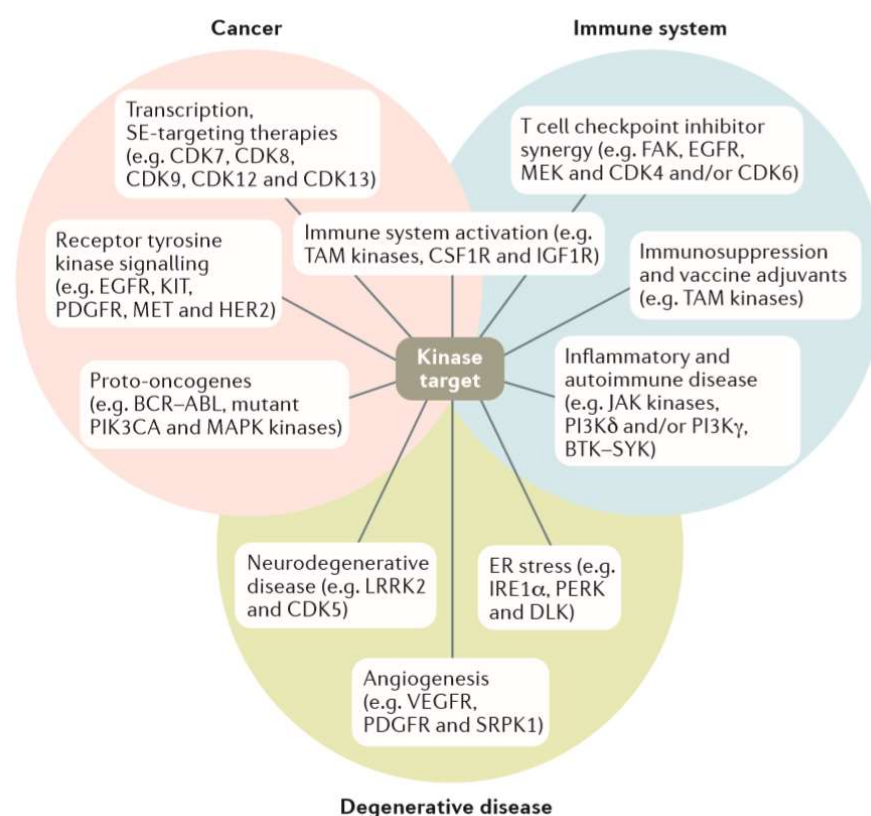 Cancer
Immune system
Transcription,
SE-targeting therapies
(e.g. CDK7, CDK8,
CDK9, CDK12 and CDK13)
T cell checkpoint inhibitor
synergy (e.g. FAK, EGFR,
MEK and CDK4 and/or CDK6)
Immune system activation (e.g.
TAM kinases, CSF1R and IGF1R)
Receptor tyrosine
kinase signalling
(e.g. EGFR, KIT,
PDGFR, MET and HER2)
Immunosuppression
and vaccine adjuvants
(e.g. TAM kinases)
Kinase
target
Proto-oncogenes
(e.g. BCR–ABL, mutant
PIK3CA and MAPK kinases)
Inflammatory and
autoimmune disease
(e.g. JAK kinases,
PI3Kδ and/or PI3Kγ,
BTK–SYK)
Neurodegenerative
disease (e.g. LRRK2
and CDK5)
ER stress (e.g.
IRE1α, PERK
and DLK)
Angiogenesis
(e.g. VEGFR,
PDGFR and SRPK1)
Degenerative disease